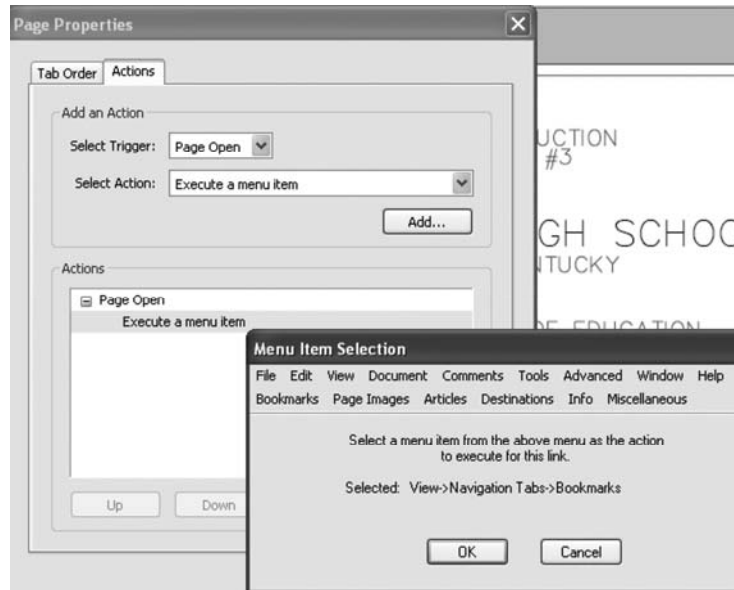 Page Properties
Tab Order Actions
Add an Action
Select Trigger: Page Open
Select Action: Execute a menu item
Add...
Actions
Page Open
Execute a menu item
Up Down
UCTION
#3
GH SCHOO
NTUCKY
OF EDUCATION
Menu Item Selection
File Edit View Document Comments Tools Advanced Window Help
Bookmarks Page Images Articles Destinations Info Miscellaneous
Select a menu item from the above menu as the action
to execute for this link.
Selected: View->Navigation Tabs->Bookmarks
OK Cancel